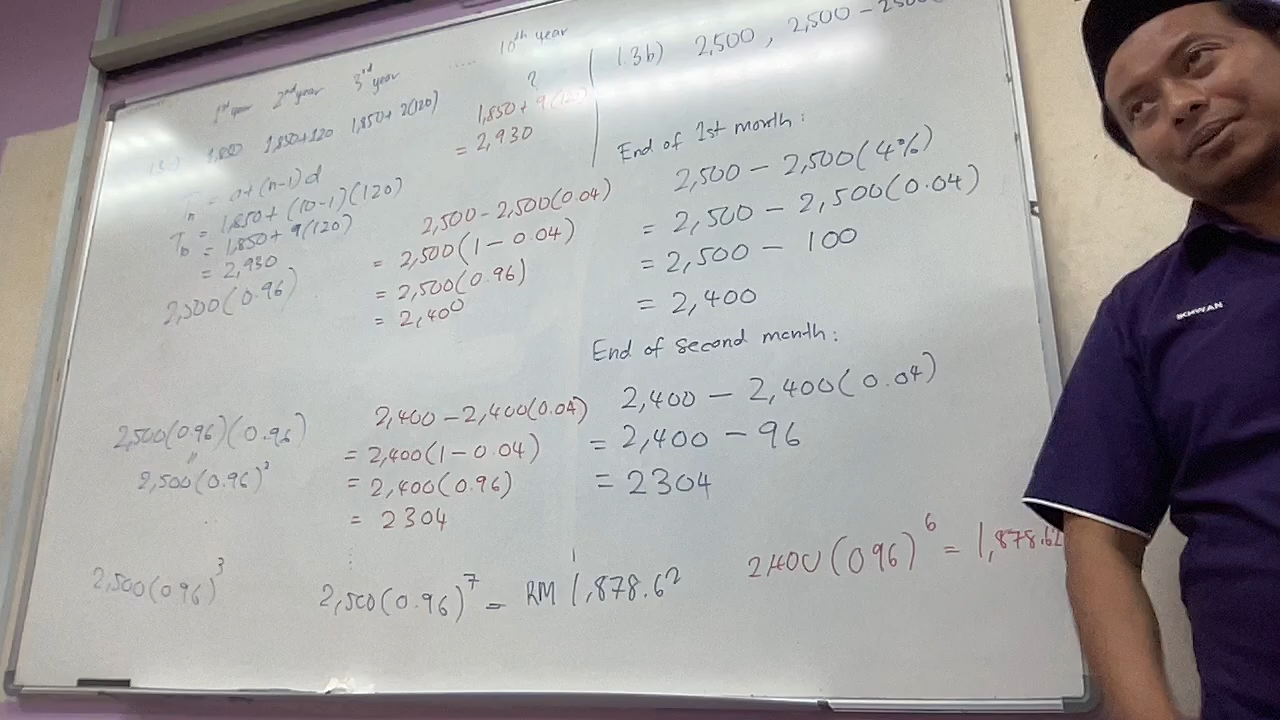 1st year 2nd year 3rd year ..... 10th year
?
1,850+120 1,850+2(120) 1,850+9(120)
= 2,930
Tn = a+(n-1)d
= 1,850+(10-1)(120)
= 1,850+9(120)
= 2,930
2,500(0.96)
2,500-2,500(0.04)
= 2,500(1-0.04)
= 2,500(0.96)
= 2,400
2,500(0.96)(0.96)
"
2,500(0.96)²
2,400-2,400(0.04)
= 2,400(1-0.04)
= 2,400(0.96)
= 2304
2,500(0.96)³
2,500(0.96)⁷ = RM 1,878.62
1.3b) 2,500 , 2,500 -
End of 1st month:
2,500 - 2,500(4%)
= 2,500 - 2,500(0.04)
= 2,500 - 100
= 2,400
End of second month:
2,400 - 2,400(0.04)
= 2,400 - 96
= 2304
2400(096)⁶ = 1,878.62